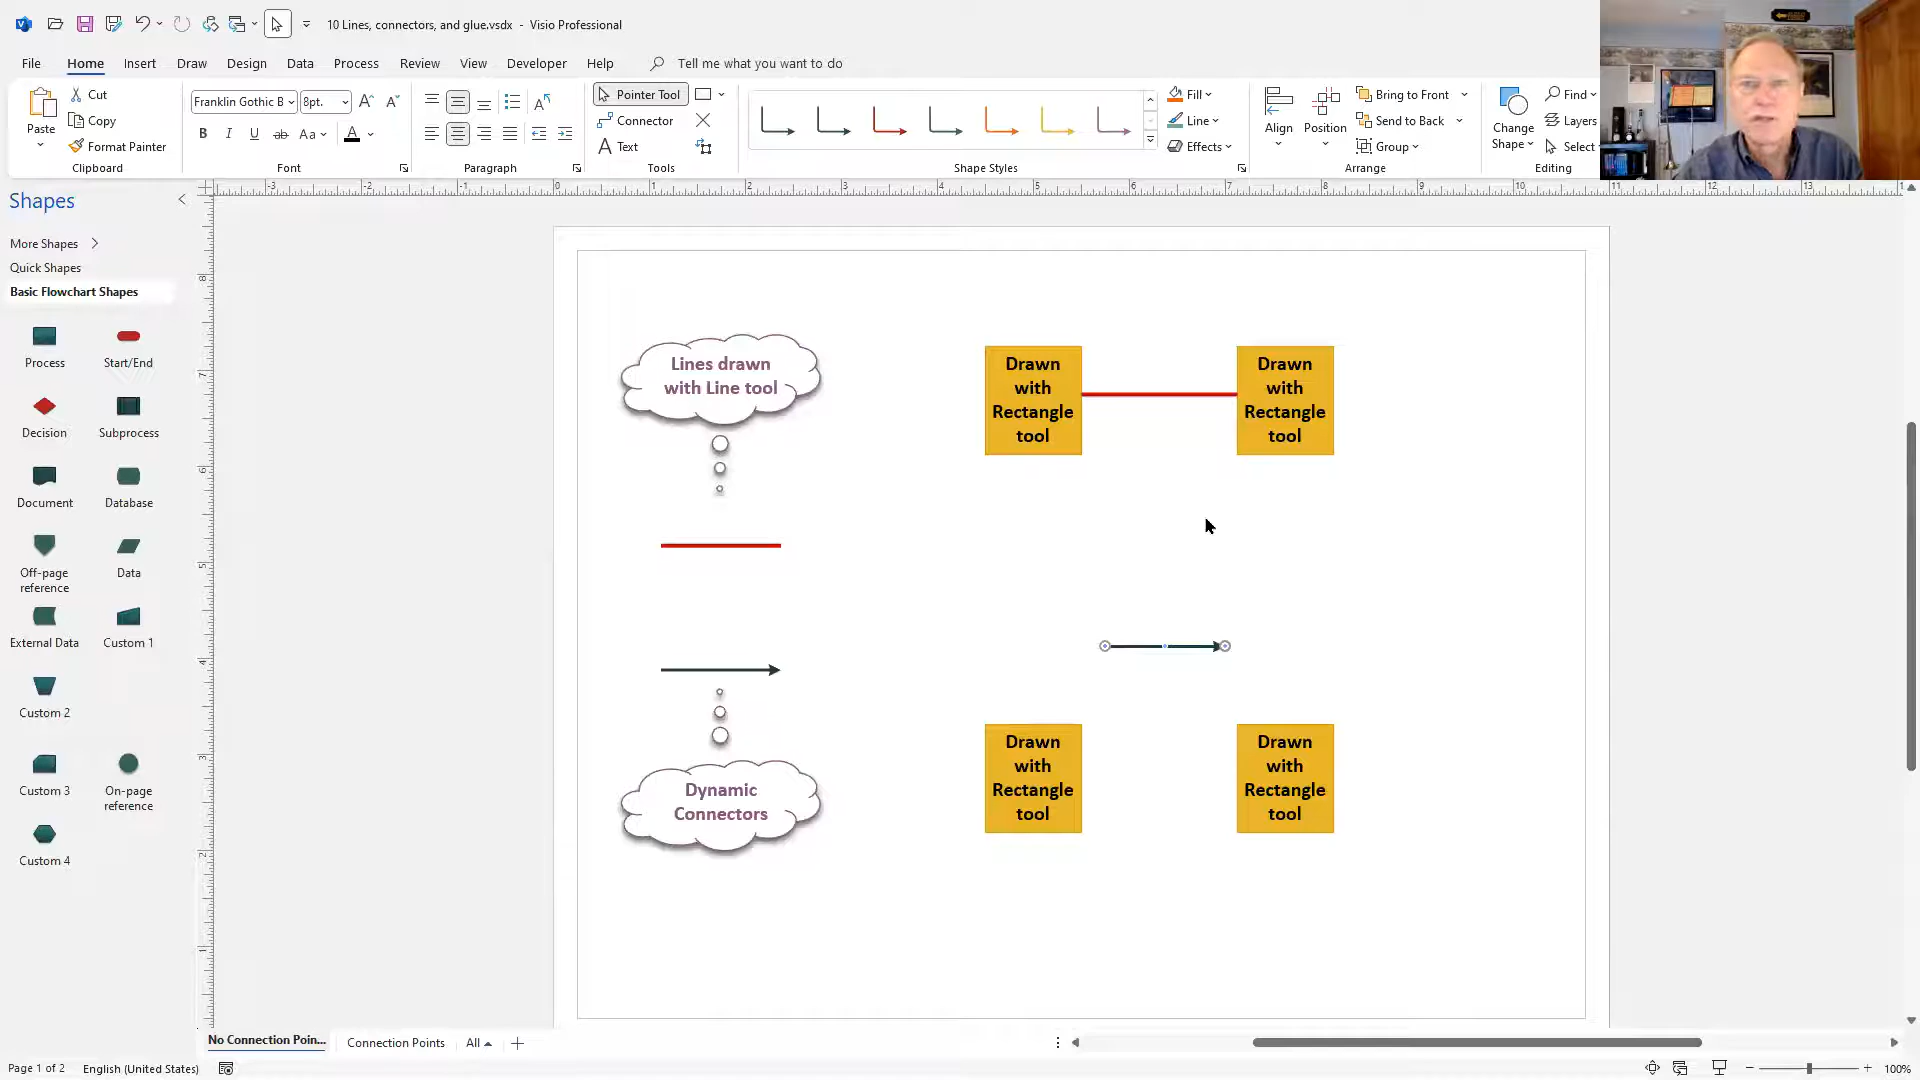 10 Lines, connectors, and glue.vsdx - Visio Professional
File Home Insert Draw Design Data Process Review View Developer Help Tell me what you want to do
Paste
Cut
Copy
Format Painter
Clipboard
Franklin Gothic B 8pt.
Font
Paragraph
Pointer Tool
Connector
Text
Tools
Shape Styles
Fill
Line
Effects
Align
Position
Bring to Front
Send to Back
Group
Arrange
Change
Shape
Find
Layers
Select
Editing
Shapes
More Shapes
Quick Shapes
Basic Flowchart Shapes
Process
Start/End
Decision
Subprocess
Document
Database
Off-page
reference
Data
External Data
Custom 1
Custom 2
Custom 3
On-page
reference
Custom 4
Lines drawn
with Line tool
Drawn
with
Rectangle
tool
Drawn
with
Rectangle
tool
Dynamic
Connectors
Drawn
with
Rectangle
tool
Drawn
with
Rectangle
tool
No Connection Poin... Connection Points All
Page 1 of 2 English (United States) 100%